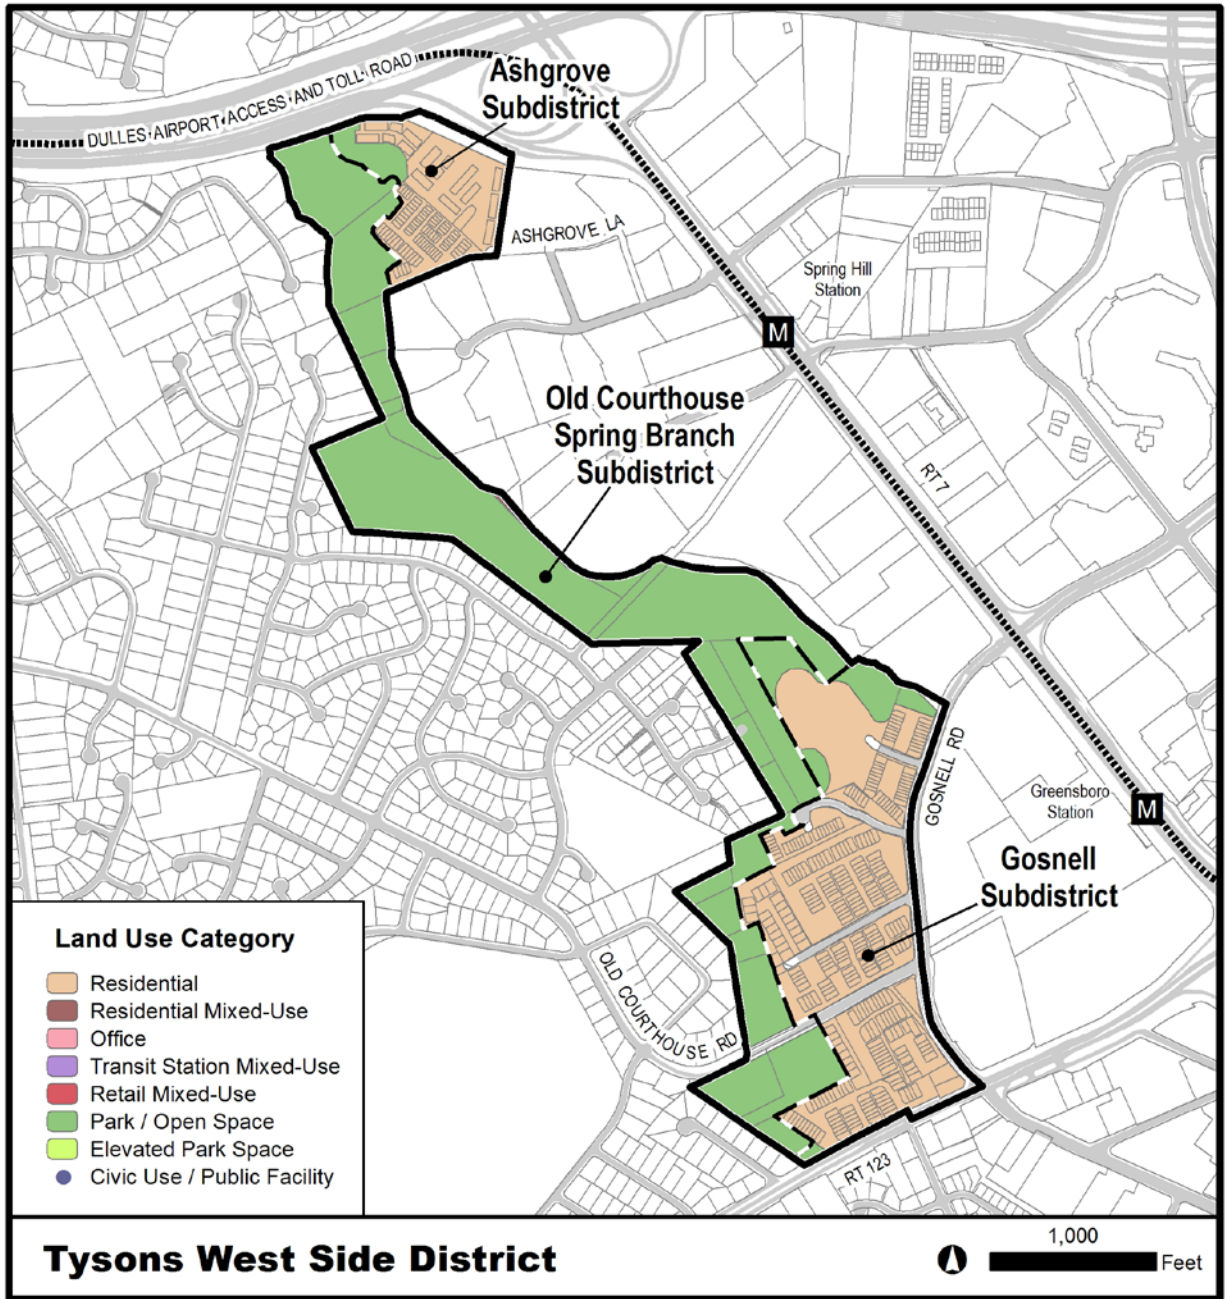 Ashgrove
Subdistrict
DULLES AIRPORT ACCESS AND TOLL ROAD
ASHGROVE LA
Spring Hill
Station
M
Old Courthouse
Spring Branch
Subdistrict
RT 7
GOSNELL RD
Greensboro
Station
M
Gosnell
Subdistrict
OLD COURTHOUSE RD
RT 123
Land Use Category
Residential
Residential Mixed-Use
Office
Transit Station Mixed-Use
Retail Mixed-Use
Park / Open Space
Elevated Park Space
Civic Use / Public Facility
Tysons West Side District
1,000
Feet